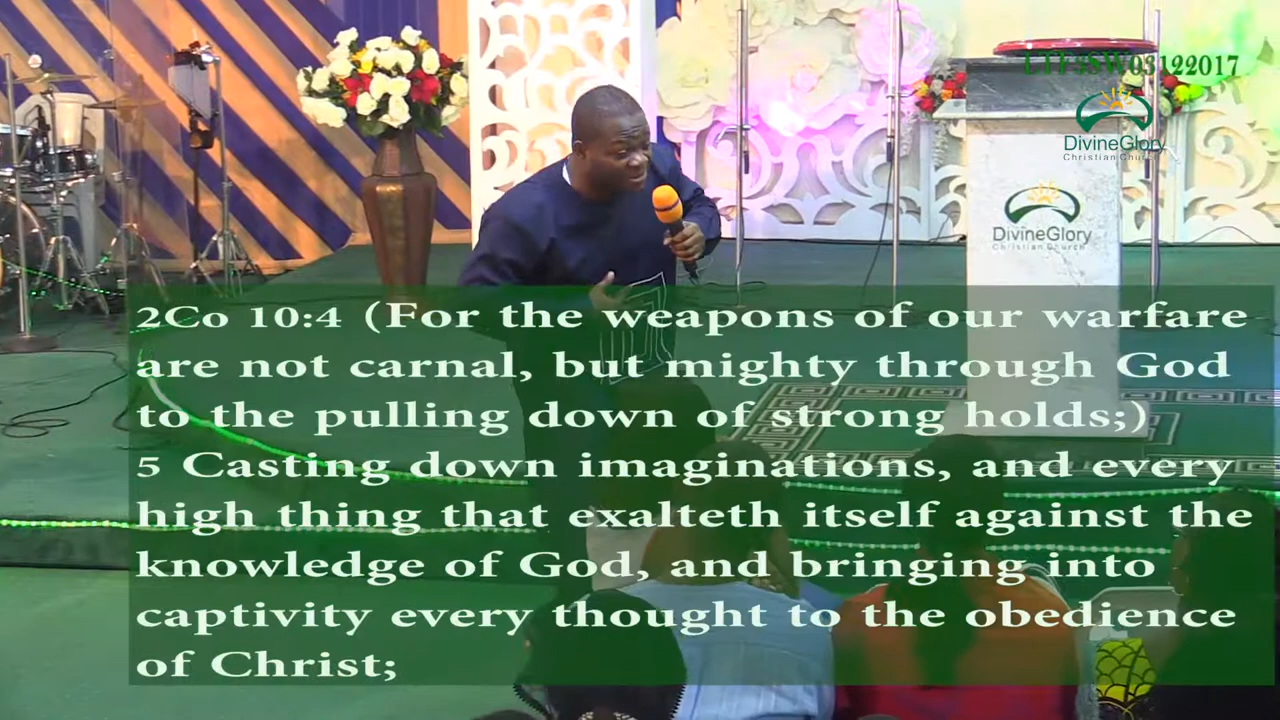 LTP4SW03122017
DivineGlory
Christian Church
DivineGlory
Christian Church
2Co 10:4 (For the weapons of our warfare
are not carnal, but mighty through God
to the pulling down of strong holds;)
5 Casting down imaginations, and every
high thing that exalteth itself against the
knowledge of God, and bringing into
captivity every thought to the obedience
of Christ;